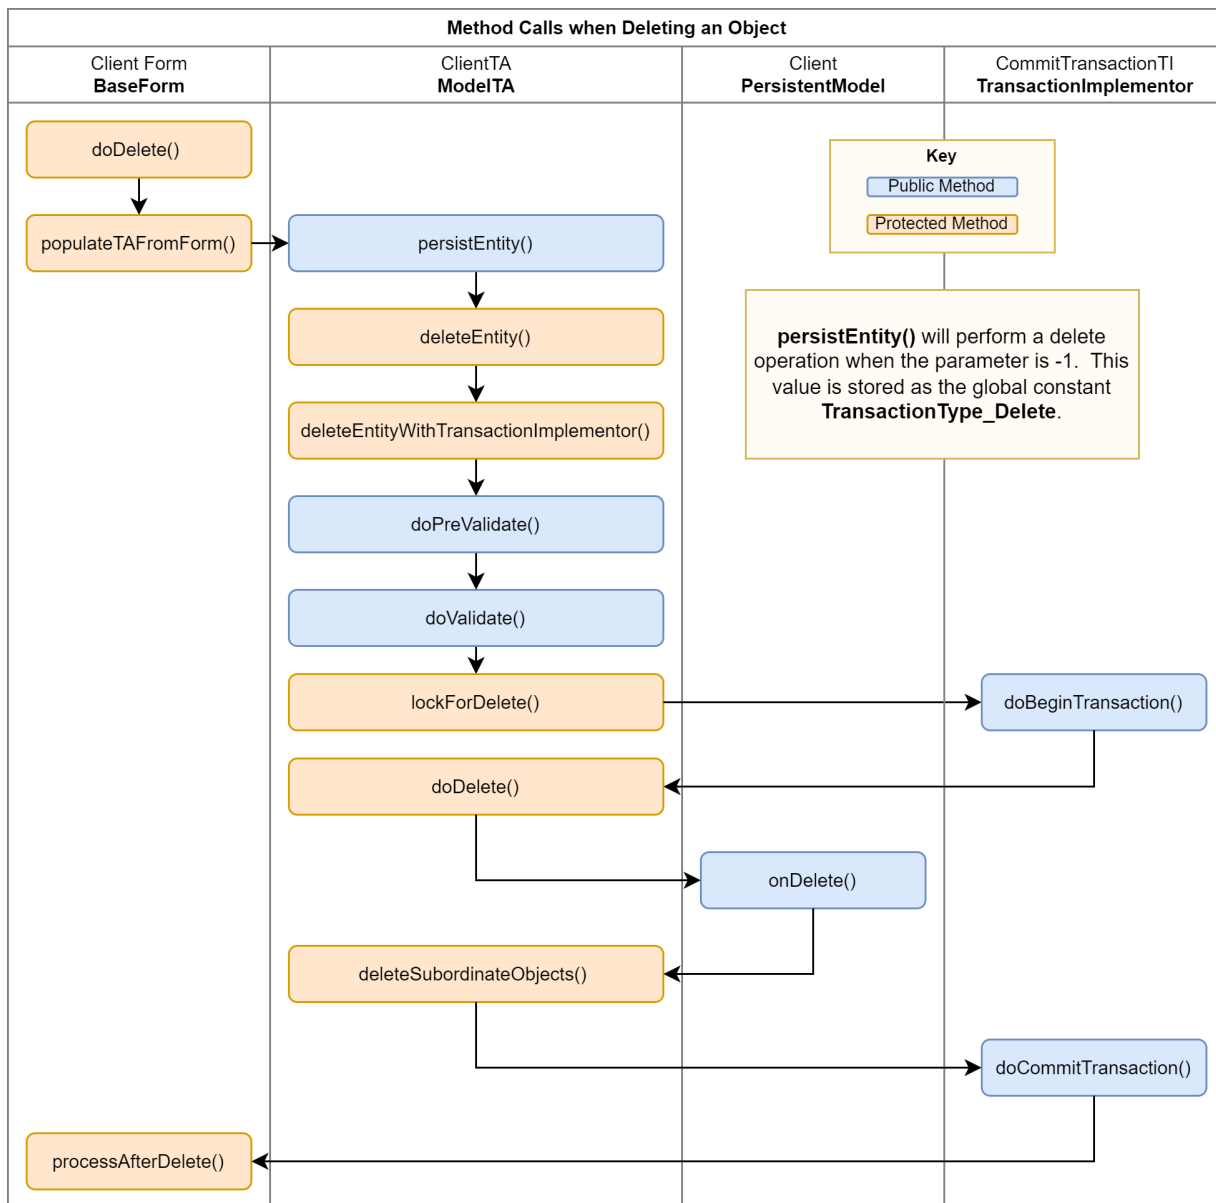 Method Calls when Deleting an Object
Client Form
BaseForm
ClientTA
ModelTA
Client
PersistentModel
CommitTransactionTI
TransactionImplementor
doDelete()
Key
Public Method
Protected Method
populateTAFromForm()
persistEntity()
deleteEntity()
persistEntity() will perform a delete
operation when the parameter is -1. This
value is stored as the global constant
TransactionType_Delete.
deleteEntityWithTransactionImplementor()
doPreValidate()
doValidate()
lockForDelete()
doBeginTransaction()
doDelete()
onDelete()
deleteSubordinateObjects()
doCommitTransaction()
processAfterDelete()